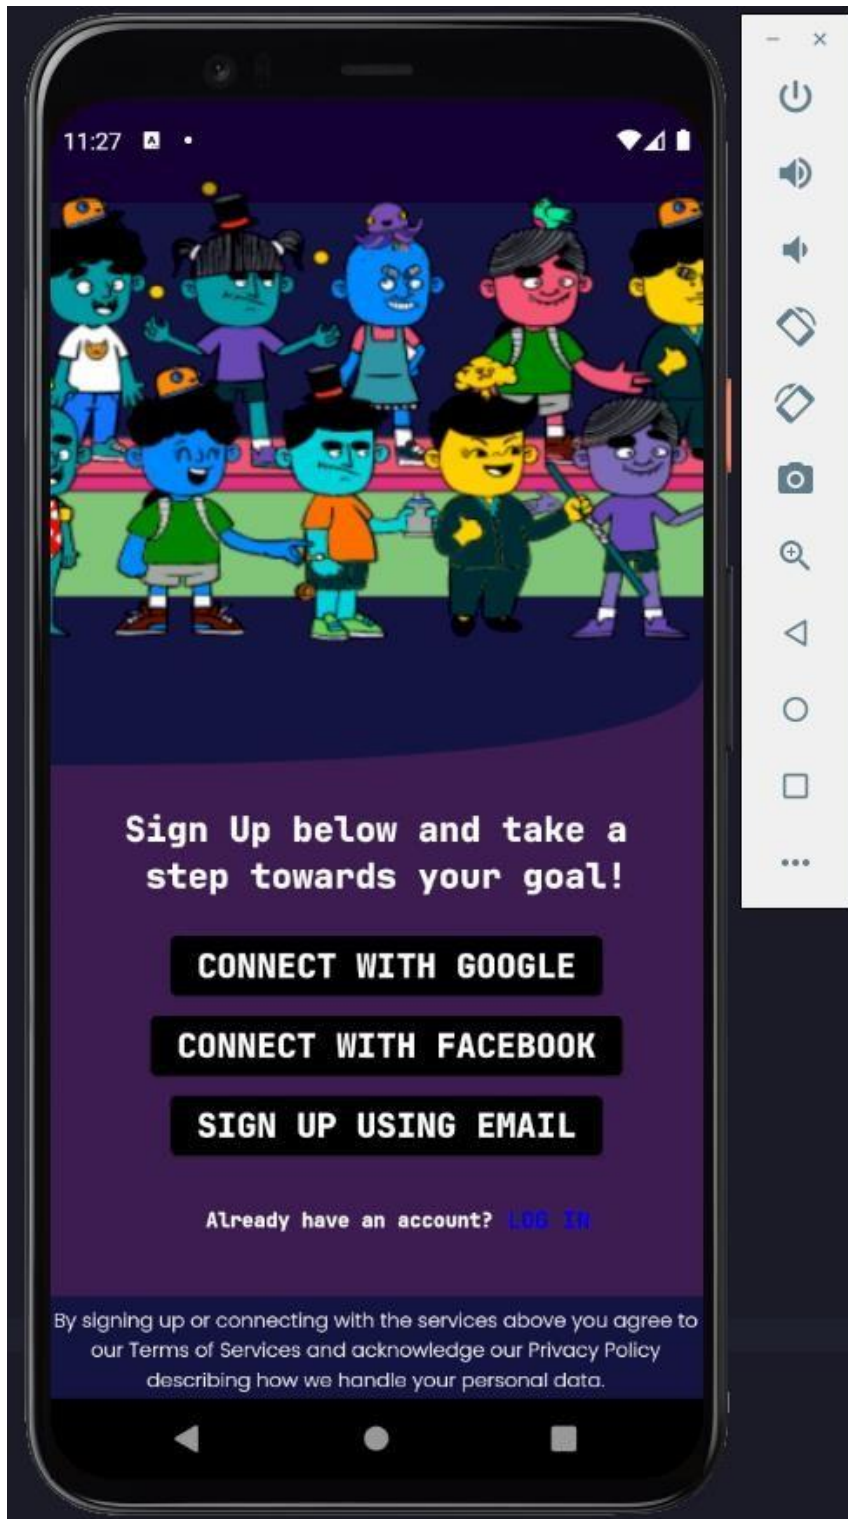 11:27
Sign Up below and take a
step towards your goal!
CONNECT WITH GOOGLE
CONNECT WITH FACEBOOK
SIGN UP USING EMAIL
Already have an account? LOG IN
By signing up or connecting with the services above you agree to
our Terms of Services and acknowledge our Privacy Policy
describing how we handle your personal data.